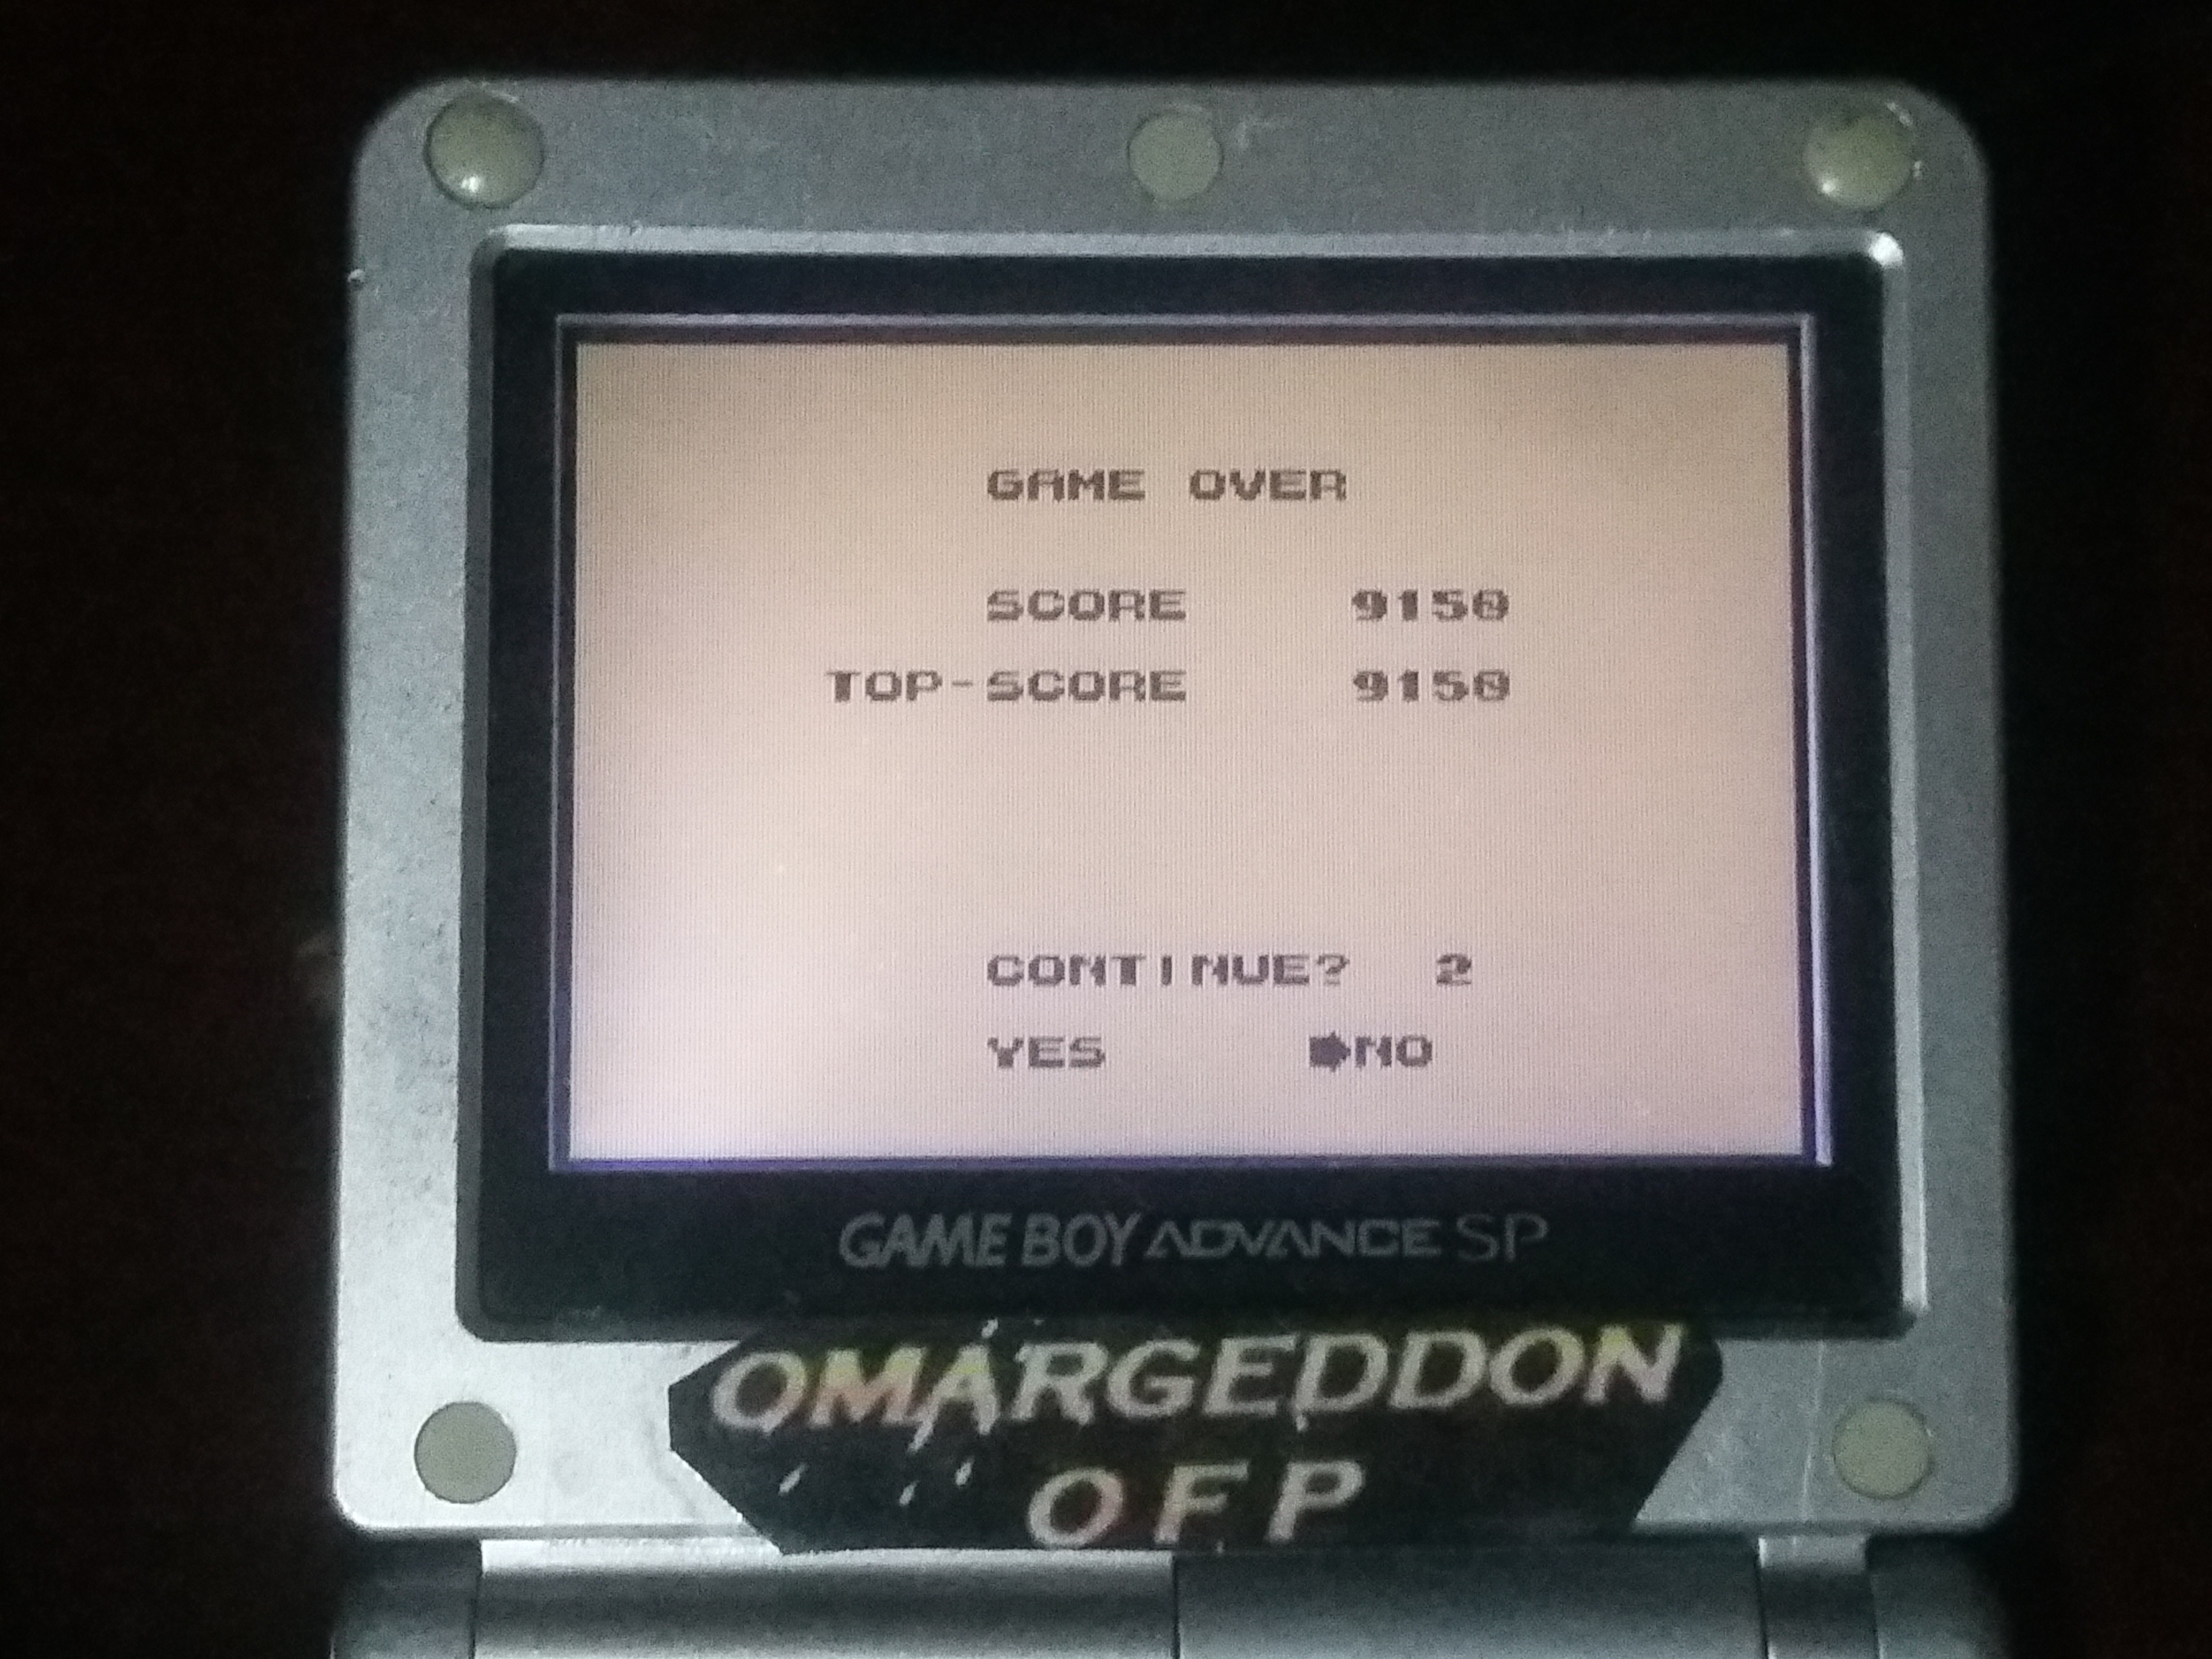 GAME OVER
SCORE 9150
TOP-SCORE 9150
CONTINUE? 2
YES ➡NO
GAME BOY ADVANCE SP
OMARGEDDON
OFP